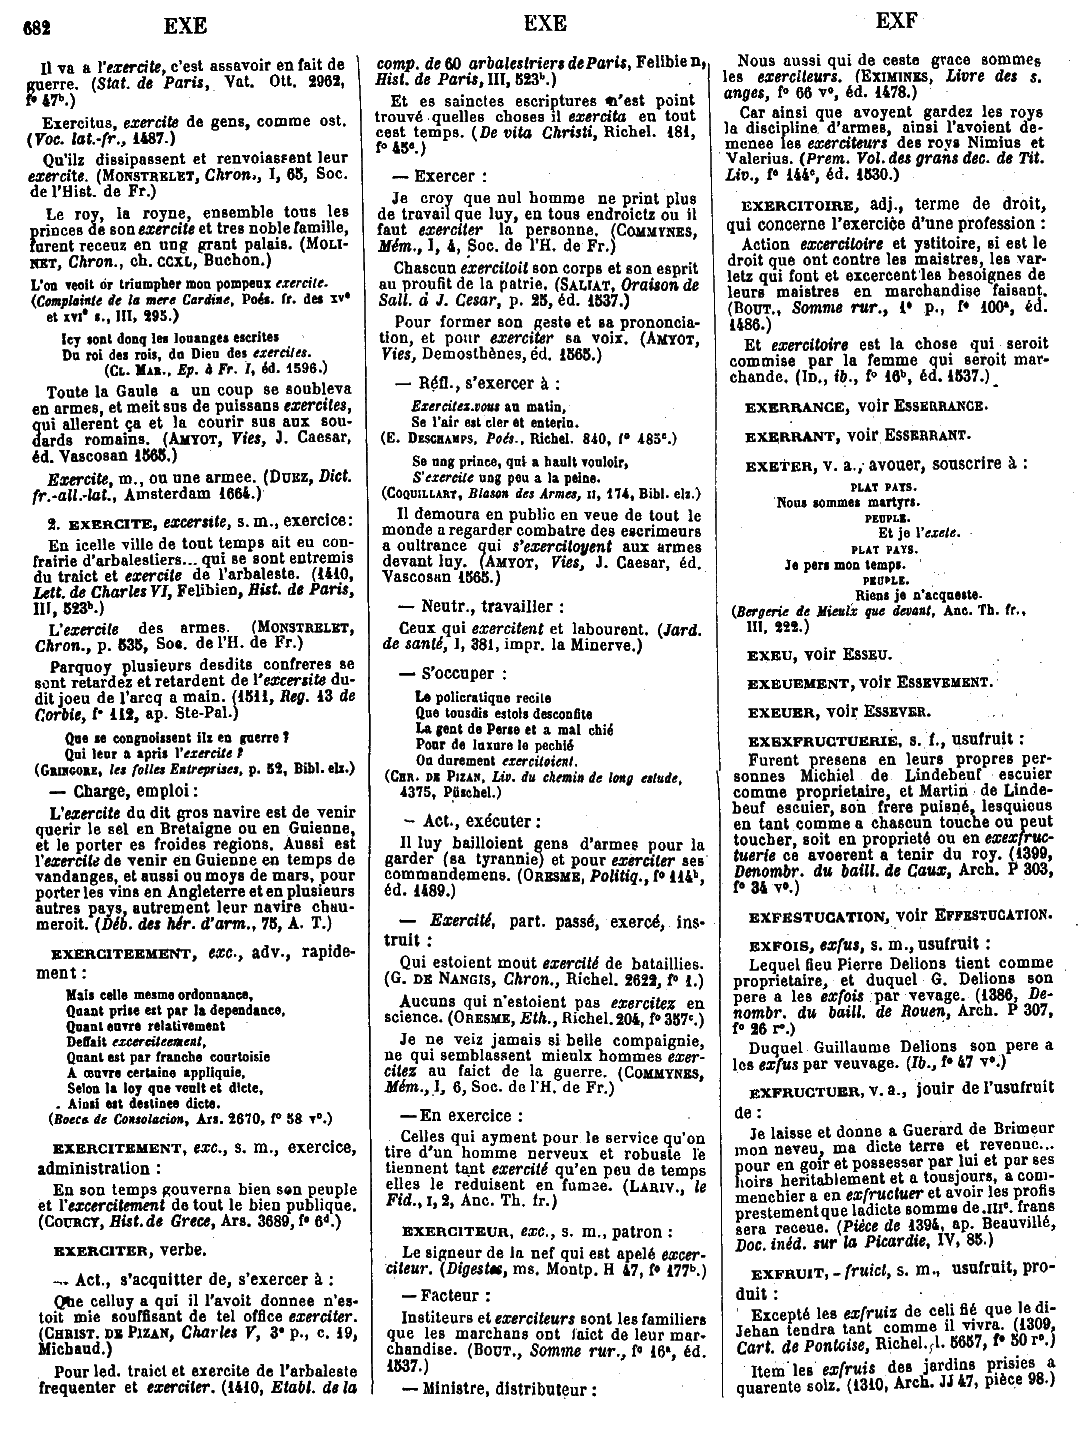 682 EXE EXE EXF
Il va a l'exercite, c'est assavoir en fait de
guerre. (Stat. de Paris, Vat. Ott. 2962,
f° 47ᵇ.)
Exercitus, exercite de gens, comme ost.
(Voc. lat.-fr., 1487.)
Qu'ilz dissipassent et renvoiassent leur
exercite. (MONSTRELET, Chron., I, 65, Soc.
de l'Hist. de Fr.)
Le roy, la royne, ensemble tous les
princes de son exercite et tres noble famille,
furent receuz en ung grant palais. (MOLI-
NET, Chron., ch. CCXL, Buchon.)
L'on veoit or triumpher mon pompeux exercite.
(Complainte de la mere Cardine, Poés. fr. des XVᵉ
et XVIᵉ s., III, 295.)
Icy sont donq les louanges escrites
Du roi des rois, du Dieu des exercites.
(CL. MAR., Ep. à Fr. I, éd. 1596.)
Toute la Gaule a un coup se soubleva
en armes, et meit sus de puissans exercites,
qui allerent ça et la courir sus aux sou-
dards romains. (AMYOT, Vies, J. Caesar,
éd. Vascosan 1565.)
Exercite, m., ou une armee. (DUEZ, Dict.
fr.-all.-lat., Amsterdam 1664.)
2. EXERCITE, excersite, s. m., exercice:
En icelle ville de tout temps ait eu con-
frairie d'arbalestiers... qui se sont entremis
du traict et exercite de l'arbaleste. (1410,
Lett. de Charles VI, Felibien, Hist. de Paris,
III, 523ᵇ.)
L'exercite des armes. (MONSTRELET,
Chron., p. 535, Soc. de l'H. de Fr.)
Parquoy plusieurs desdits confreres se
sont retardez et retardent de l'excersite du-
dit joeu de l'arcq a main. (1511, Reg. 13 de
Corbie, f° 112, ap. Ste-Pal.)
Que se congnoissent ilz en guerre ?
Qui leur a apris l'exercite ?
(GRINGORE, les folles Entreprises, p. 52, Bibl. elz.)
— Charge, emploi :
L'exercite du dit gros navire est de venir
querir le sel en Bretaigne ou en Guienne,
et le porter es froides regions. Aussi est
l'exercite de venir en Guienne en temps de
vandanges, et aussi ou moys de mars, pour
porter les vins en Angleterre et en plusieurs
autres pays, autrement leur navire chau-
meroit. (Déb. des hér. d'arm., 75, A. T.)
EXERCITEEMENT, exc., adv., rapide-
ment :
Mais celle mesme ordonnance,
Quant prise est par la dependance,
Quant euvre relativement
Deffait exerciteement,
Quant est par franche courtoisie
A œuvre certaine appliquie,
Selon la loy que veult et dicte,
Ainsi est destinee dicte.
(Boece de Consolacion, Ars. 2670, f° 58 v°.)
EXERCITEMENT, exc., s. m., exercice,
administration :
En son temps gouverna bien son peuple
et l'excercitement de tout le bien publique.
(COURCY, Hist. de Grece, Ars. 3689, f° 6ᵈ.)
EXERCITER, verbe.
— Act., s'acquitter de, s'exercer à :
Que celluy a qui il l'avoit donnee n'es-
toit mie souffisant de tel office exerciter.
(CHRIST. DE PIZAN, Charles V, 3ᵉ p., c. 19,
Michaud.)
Pour led. traict et exercite de l'arbaleste
frequenter et exerciter. (1410, Etabl. de la
comp. de 60 arbalestriers de Paris, Felibien,
Hist. de Paris, III, 523ᵇ.)
Et es sainctes escriptures n'est point
trouvé quelles choses il exercita en tout
cest temps. (De vita Christi, Richel. 181,
f° 45ᵉ.)
— Exercer :
Je croy que nul homme ne print plus
de travail que luy, en tous endroictz ou il
faut exerciter la personne. (COMMYNES,
Mém., I, 4, Soc. de l'H. de Fr.)
Chascun exercitoit son corps et son esprit
au proufit de la patrie. (SALIAT, Oraison de
Sall. à J. Cesar, p. 25, éd. 1537.)
Pour former son geste et sa prononcia-
tion, et pour exerciter sa voix. (AMYOT,
Vies, Demosthènes, éd. 1565.)
— Réfl., s'exercer à :
Exercitez.vous au matin,
Se l'air est cler et enterin.
(E. DESCHAMPS, Poés., Richel. 840, f° 485ᵉ.)
Se ung prince, qui a hault vouloir,
S'exercite ung peu a la peine.
(COQUILLART, Blason des Armes, II, 174, Bibl. elz.)
Il demoura en public en veue de tout le
monde a regarder combatre des escrimeurs
a oultrance qui s'exercitoyent aux armes
devant luy. (AMYOT, Vies, J. Caesar, éd.
Vascosan 1565.)
— Neutr., travailler :
Ceux qui exercitent et labourent. (Jard.
de santé, I, 381, impr. la Minerve.)
— S'occuper :
Le policratique recite
Que tousdis estois desconfite
La gent de Perse et a mal chié
Pour de luxure le pechié
Ou durement exercitoient.
(CHR. DE PIZAN, Liv. du chemin de long estude,
4375, Püschel.)
— Act., exécuter :
Il luy bailloient gens d'armes pour la
garder (sa tyrannie) et pour exerciter ses
commandemens. (ORESME, Politiq., f° 114ᵇ,
éd. 1489.)
— Exercité, part. passé, exercé, ins-
truit :
Qui estoient mout exercité de bataillies.
(G. DE NANGIS, Chron., Richel. 2622, f° 1.)
Aucuns qui n'estoient pas exercitez en
science. (ORESME, Eth., Richel. 204, f° 357ᶜ.)
Je ne veiz jamais si belle compaignie,
ne qui semblassent mieulx hommes exer-
citez au faict de la guerre. (COMMYNES,
Mém., I, 6, Soc. de l'H. de Fr.)
— En exercice :
Celles qui ayment pour le service qu'on
tire d'un homme nerveux et robuste le
tiennent tant exercité qu'en peu de temps
elles le reduisent en fumee. (LARIV., le
Fid., I, 2, Anc. Th. fr.)
EXERCITEUR, exc., s. m., patron :
Le signeur de la nef qui est apelé excer-
citeur. (Digestes, ms. Montp. H 47, f° 177ᵇ.)
— Facteur :
Instituers et exerciteurs sont les familiers
que les marchans ont faict de leur mar-
chandise. (BOUT., Somme rur., f° 16ᵃ, éd.
1537.)
— Ministre, distributeur :
Nous aussi qui de ceste grace sommes
les exerciteurs. (EXIMINES, Livre des s.
anges, f° 66 v°, éd. 1478.)
Car ainsi que avoyent gardez les roys
la discipline d'armes, ainsi l'avoient de-
menee les exerciteurs des roys Nimius et
Valerius. (Prem. Vol. des grans dec. de Tit.
Liv., f° 144ᶜ, éd. 1530.)
EXERCITOIRE, adj., terme de droit,
qui concerne l'exercice d'une profession :
Action excercitoire et ystitoire, si est le
droit que ont contre les maistres, les var-
letz qui font et excercent les besoignes de
leurs maistres en marchandise faisant.
(BOUT., Somme rur., 1ᵉ p., f° 100ᵃ, éd.
1486.)
Et exercitoire est la chose qui seroit
commise par la femme qui seroit mar-
chande. (ID., ib., f° 16ᵇ, éd. 1537.)
EXERRANCE, voir ESSERRANCE.
EXERRANT, voir ESSERRANT.
EXETER, v. a., avouer, souscrire à :
PLAT PAYS.
Nous sommes martyrs.
PEUPLE.
Et je l'exete.
PLAT PAYS.
Je pers mon temps.
PEUPLE.
Riens je n'acqueste.
(Bergerie de Mieulx que devant, Anc. Th. fr.,
III, 222.)
EXEU, voir ESSEU.
EXEUEMENT, voir ESSEVEMENT.
EXEUER, voir ESSEVER.
EXEXFRUCTUERIE, s. f., usufruit :
Furent presens en leurs propres per-
sonnes Michiel de Lindebeuf escuier
comme proprietaire, et Martin de Linde-
beuf escuier, son frere puisné, lesquieus
en tant comme a chascun touche ou peut
toucher, soit en proprieté ou en exexfruc-
tuerie ce avoerent a tenir du roy. (1399,
Denombr. du baill. de Caux, Arch. P 303,
f° 34 v°.)
EXFESTUCATION, voir EFFESTUCATION.
EXFOIS, exfus, s. m., usufruit :
Lequel fieu Pierre Delions tient comme
proprietaire, et duquel G. Delions son
pere a les exfois par vevage. (1386, De-
nombr. du baill. de Rouen, Arch. P 307,
f° 26 r°.)
Duquel Guillaume Delions son pere a
les exfus par veuvage. (Ib., f° 47 v°.)
EXFRUCTUER, v. a., jouir de l'usufruit
de :
Je laisse et donne a Guerard de Brimeur
mon neveu, ma dicte terre et revenue...
pour en goir et possesser par lui et par ses
hoirs heritablement et a tousjours, a com-
menchier a en exfructuer et avoir les profis
prestement que ladicte somme de .IIIᶜ. frans
sera receue. (Pièce de 1394, ap. Beauvillé,
Doc. inéd. sur la Picardie, IV, 85.)
EXFRUIT, - fruict, s. m., usufruit, pro-
duit :
Excepté les exfruiz de celi fié que le di-
Jehan tendra tant comme il vivra. (1309,
Cart. de Pontoise, Richel. l. 5657, f° 50 r°.)
Item les exfruis des jardins prisies a
quarente solz. (1310, Arch. JJ 47, pièce 98.)